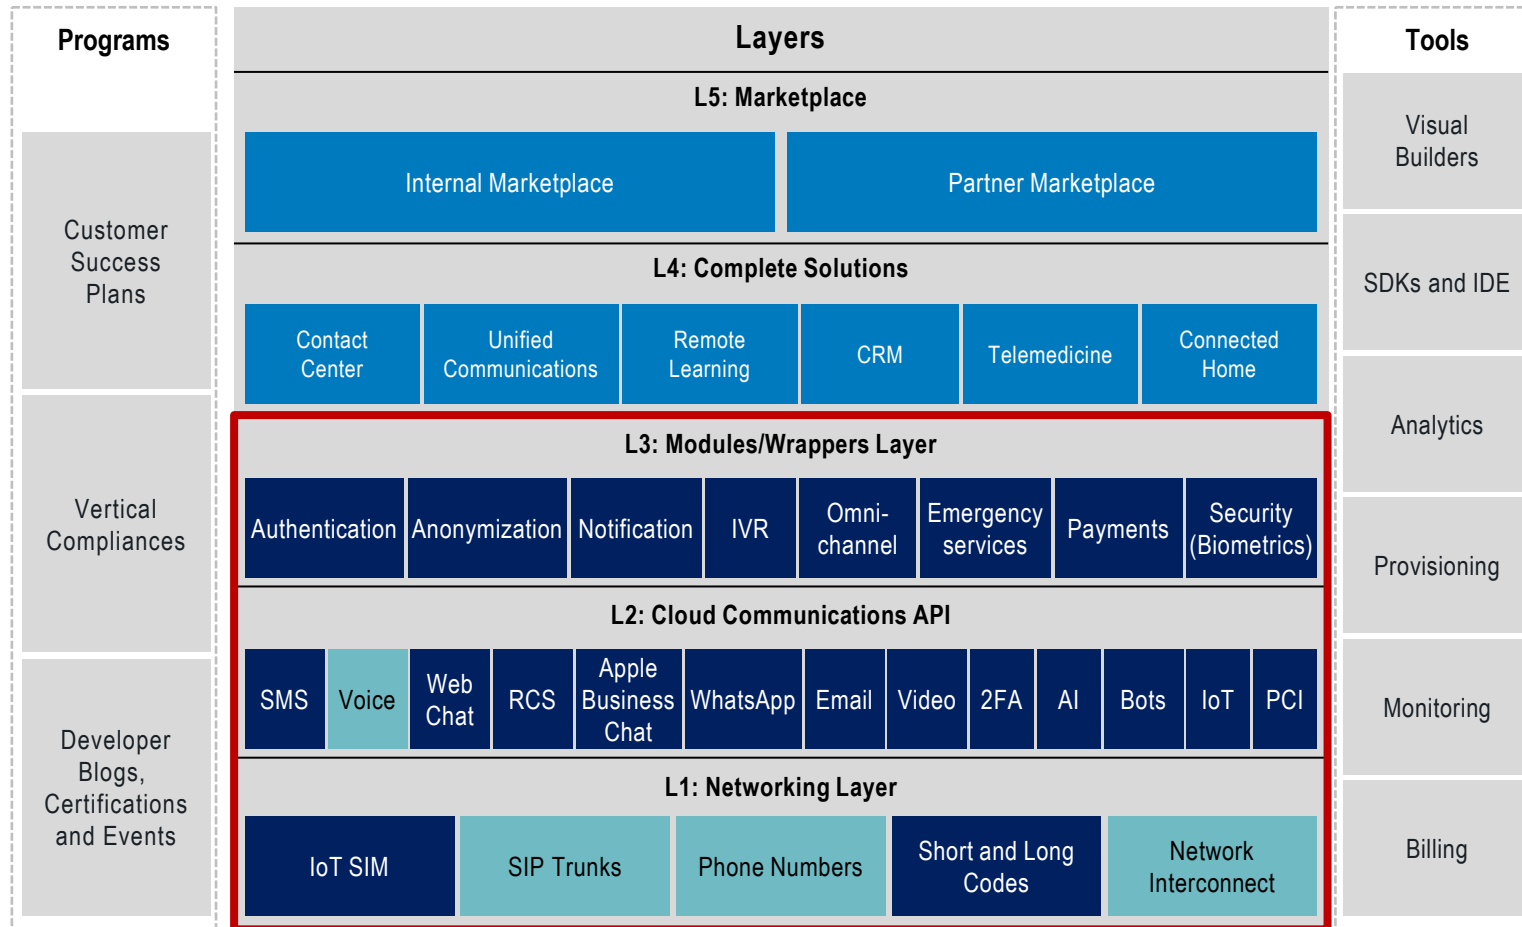 Programs
Customer
Success
Plans
Vertical
Compliances
Developer
Blogs,
Certifications
and Events
Layers
L5: Marketplace
Internal Marketplace
Partner Marketplace
L4: Complete Solutions
Contact
Center
Unified
Communications
Remote
Learning
CRM
Telemedicine
Connected
Home
L3: Modules/Wrappers Layer
Authentication
Anonymization
Notification
IVR
Omni-
channel
Emergency
services
Payments
Security
(Biometrics)
L2: Cloud Communications API
SMS
Voice
Web
Chat
RCS
Apple
Business
Chat
WhatsApp
Email
Video
2FA
AI
Bots
IoT
PCI
L1: Networking Layer
IoT SIM
SIP Trunks
Phone Numbers
Short and Long
Codes
Network
Interconnect
Tools
Visual
Builders
SDKs and IDE
Analytics
Provisioning
Monitoring
Billing